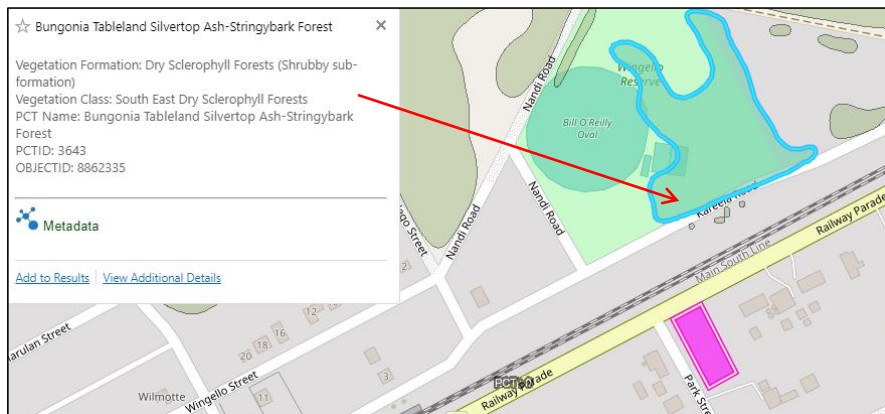 Bungonia Tableland Silvertop Ash-Stringybark Forest
Vegetation Formation: Dry Sclerophyll Forests (Shrubby sub-
formation)
Vegetation Class: South East Dry Sclerophyll Forests
PCT Name: Bungonia Tableland Silvertop Ash-Stringybark
Forest
PCTID: 3643
OBJECTID: 8862335
Metadata
Add to Results
View Additional Details
Wingello
Reserve
Bill O'Reilly
Oval
Nandi Road
Nandi Road
Nandi Road
Kareela Road
Railway Parade
Main South Line
Railway Parade
Street
2
12
16
18
20
3
11
Wingello Street
Wilmotte
Street
PCT
Park